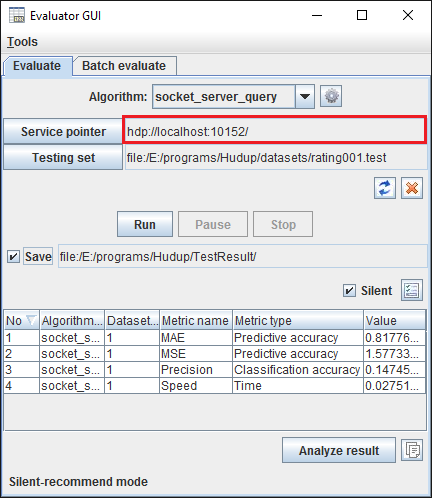 Evaluator GUI
Tools
Evaluate Batch evaluate
Algorithm: socket_server_query
Service pointer hdp://localhost:10152/
Testing set file:/E:/programs/Hudup/datasets/rating001.test
Run Pause Stop
Save file:/E:/programs/Hudup/TestResult/
Silent
No Algorithm... Dataset... Metric name Metric type Value
1 socket_s... 1 MAE Predictive accuracy 0.81776...
2 socket_s... 1 MSE Predictive accuracy 1.57733...
3 socket_s... 1 Precision Classification accuracy 0.14745...
4 socket_s... 1 Speed Time 0.02751...
Analyze result
Silent-recommend mode